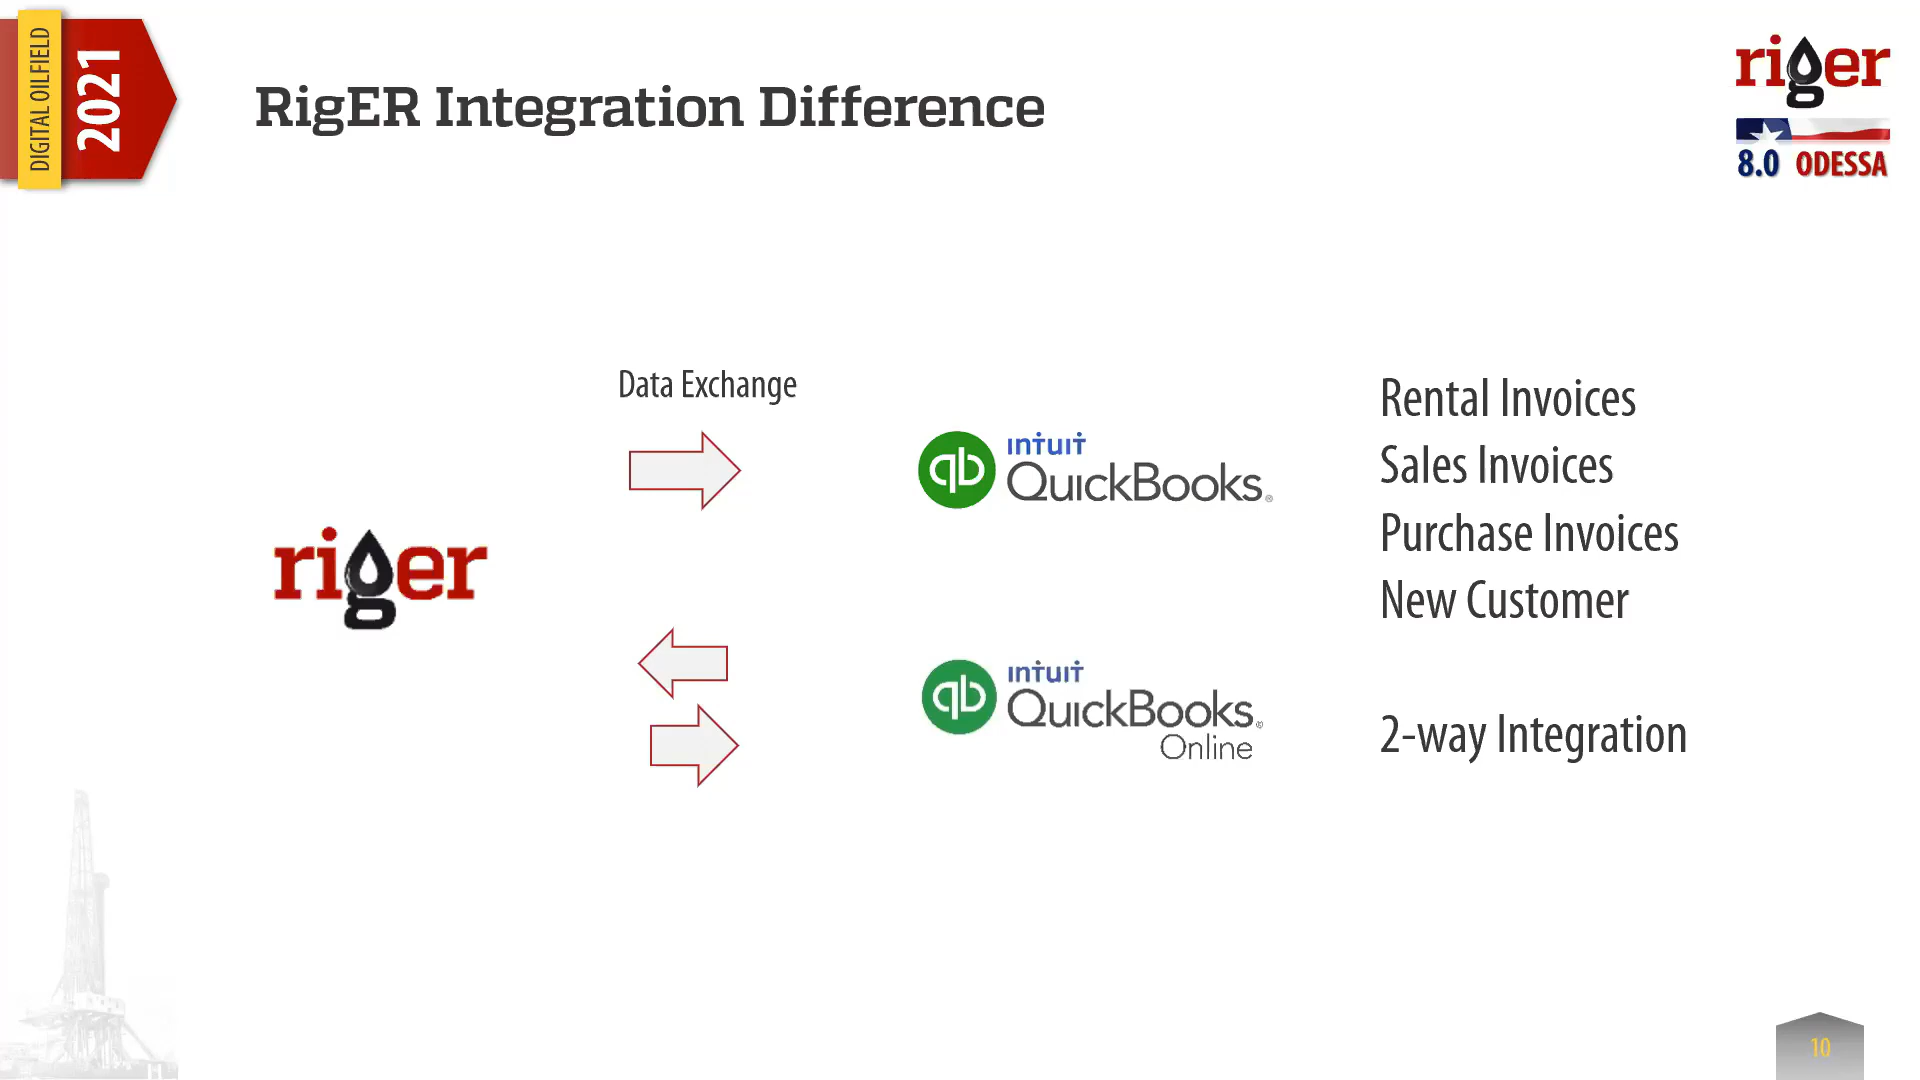 DIGITAL OILFIELD
2021
RigER Integration Difference
riger
8.0 ODESSA
Data Exchange
riger
intuit
QuickBooks®
intuit
QuickBooks©
Online
Rental Invoices
Sales Invoices
Purchase Invoices
New Customer
2-way Integration
10